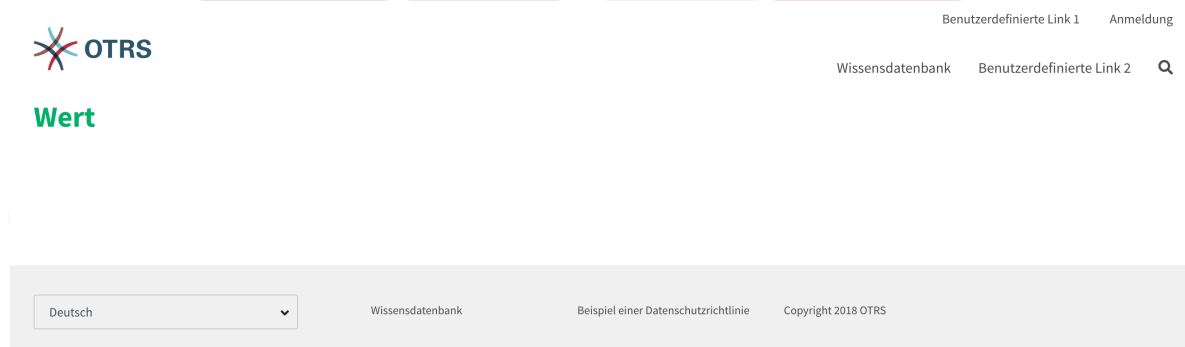 Benutzerdefinierte Link 1 Anmeldung
OTRS
Wissensdatenbank Benutzerdefinierte Link 2
Wert
Deutsch Wissensdatenbank Beispiel einer Datenschutzrichtlinie Copyright 2018 OTRS